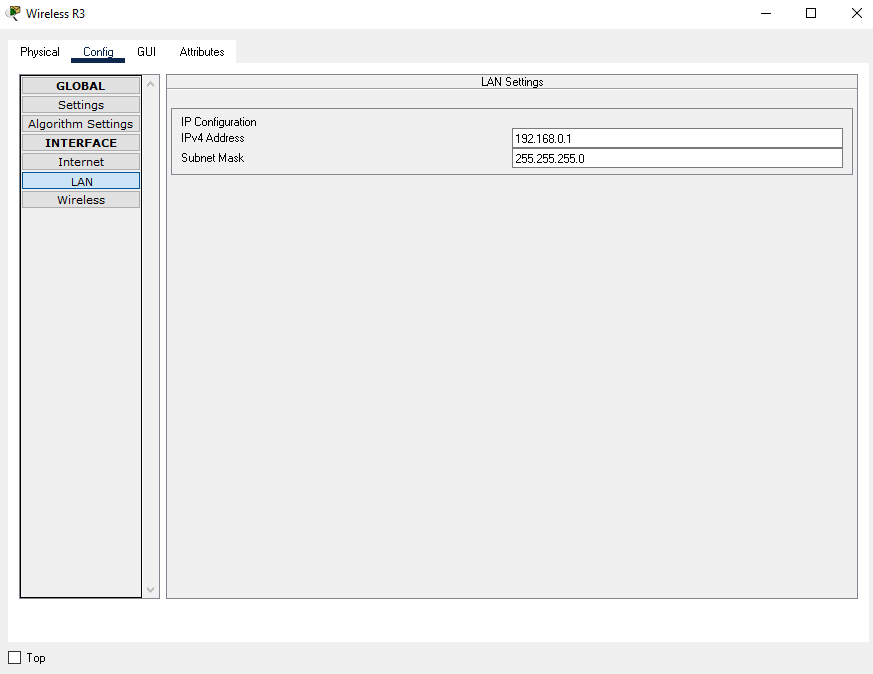 Wireless R3
Physical Config GUI Attributes
GLOBAL
Settings
Algorithm Settings
INTERFACE
Internet
LAN
Wireless
LAN Settings
IP Configuration
IPv4 Address 192.168.0.1
Subnet Mask 255.255.255.0
Top